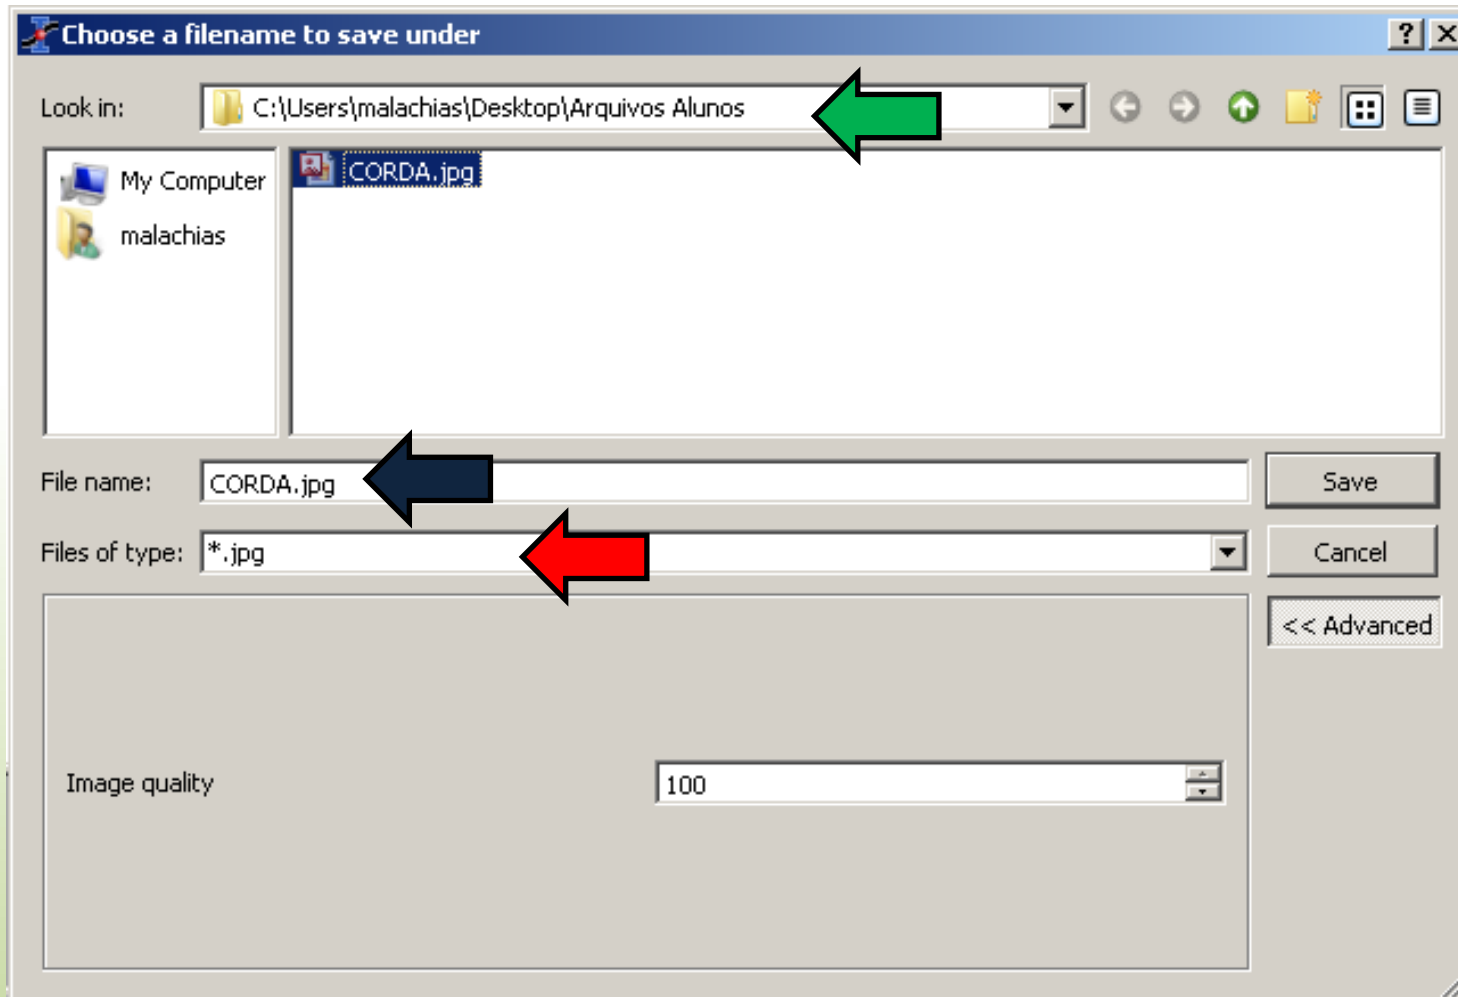 Choose a filename to save under
Look in: C:\Users\malachias\Desktop\Arquivos Alunos
My Computer
malachias
CORDA.jpg
File name: CORDA.jpg
Save
Files of type: *.jpg
Cancel
<< Advanced
Image quality 100